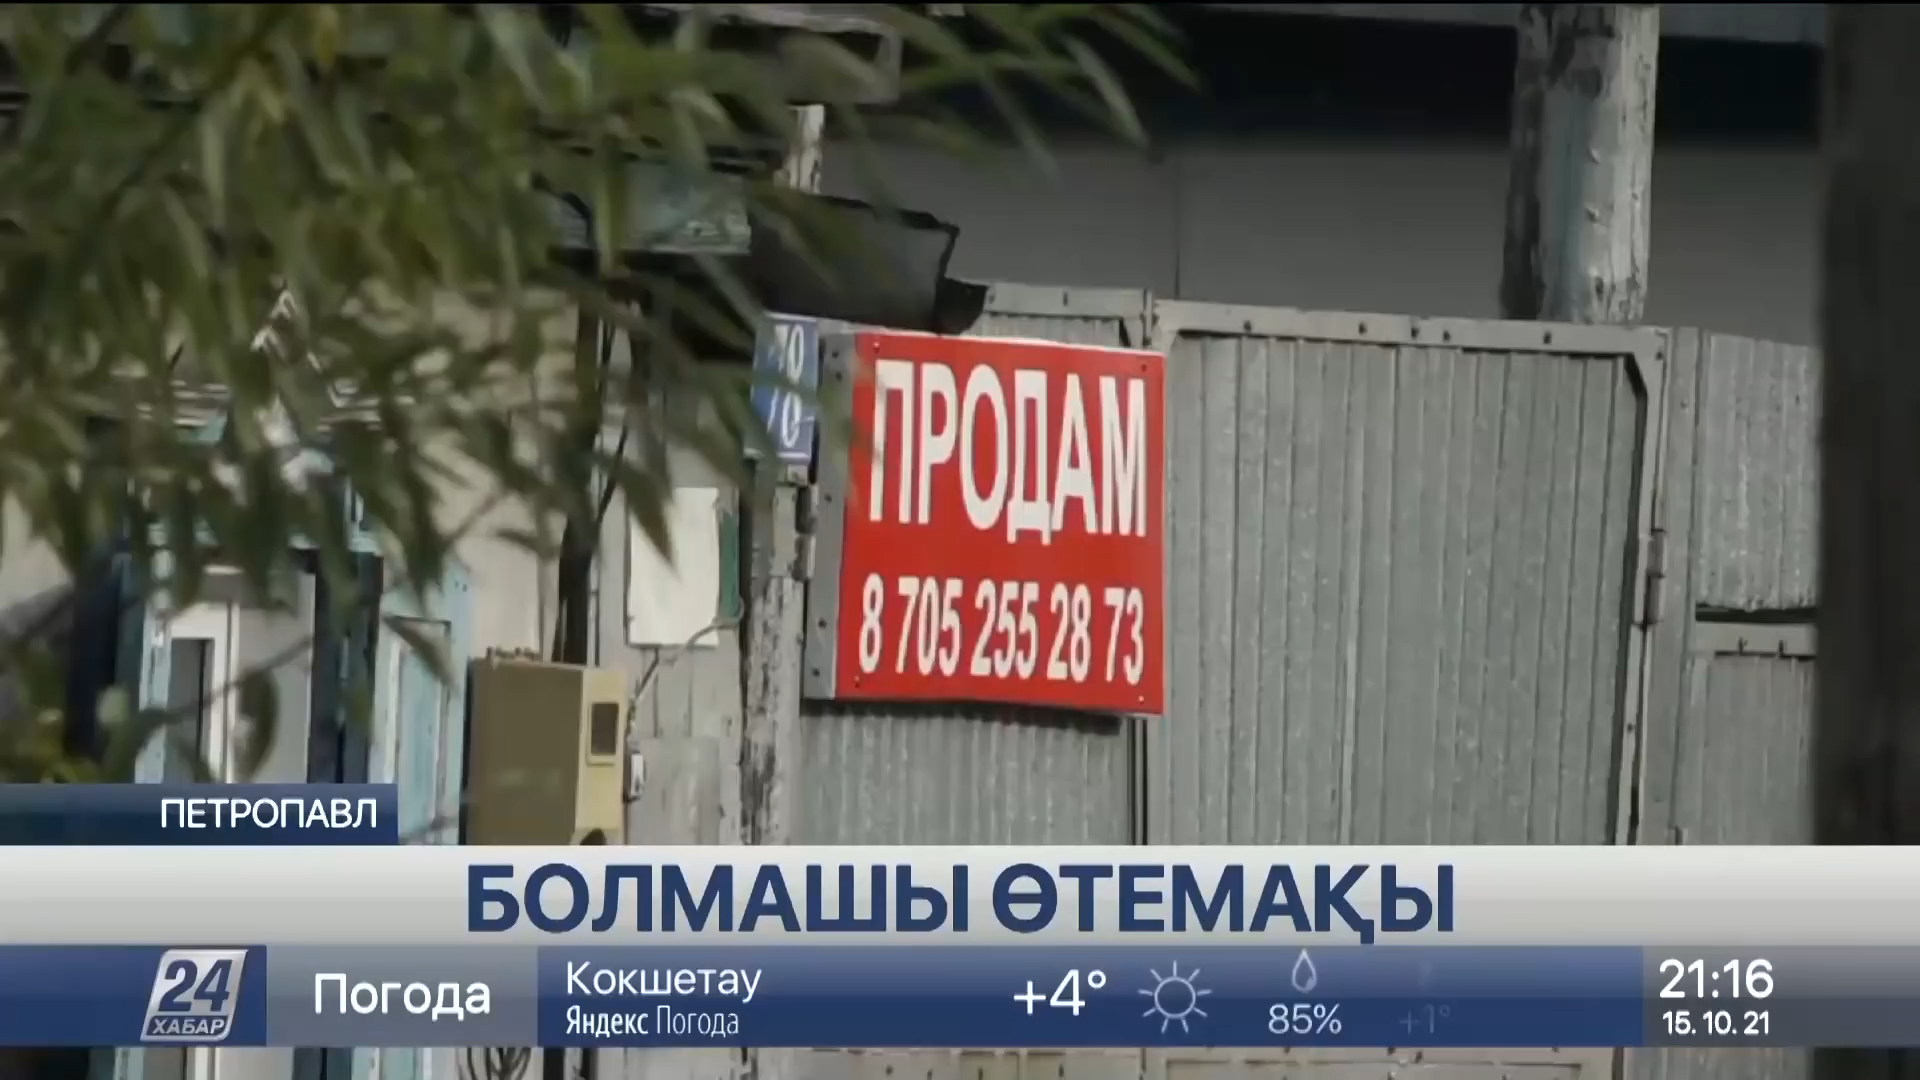 70
ПРОДАМ
8 705 255 28 73
ПЕТРОПАВЛ
БОЛМАШЫ ӨТЕМАҚЫ
24
ХАБАР
Погода
Кокшетау
Яндекс Погода
+4°
85%
+1°
21:16
15. 10. 21